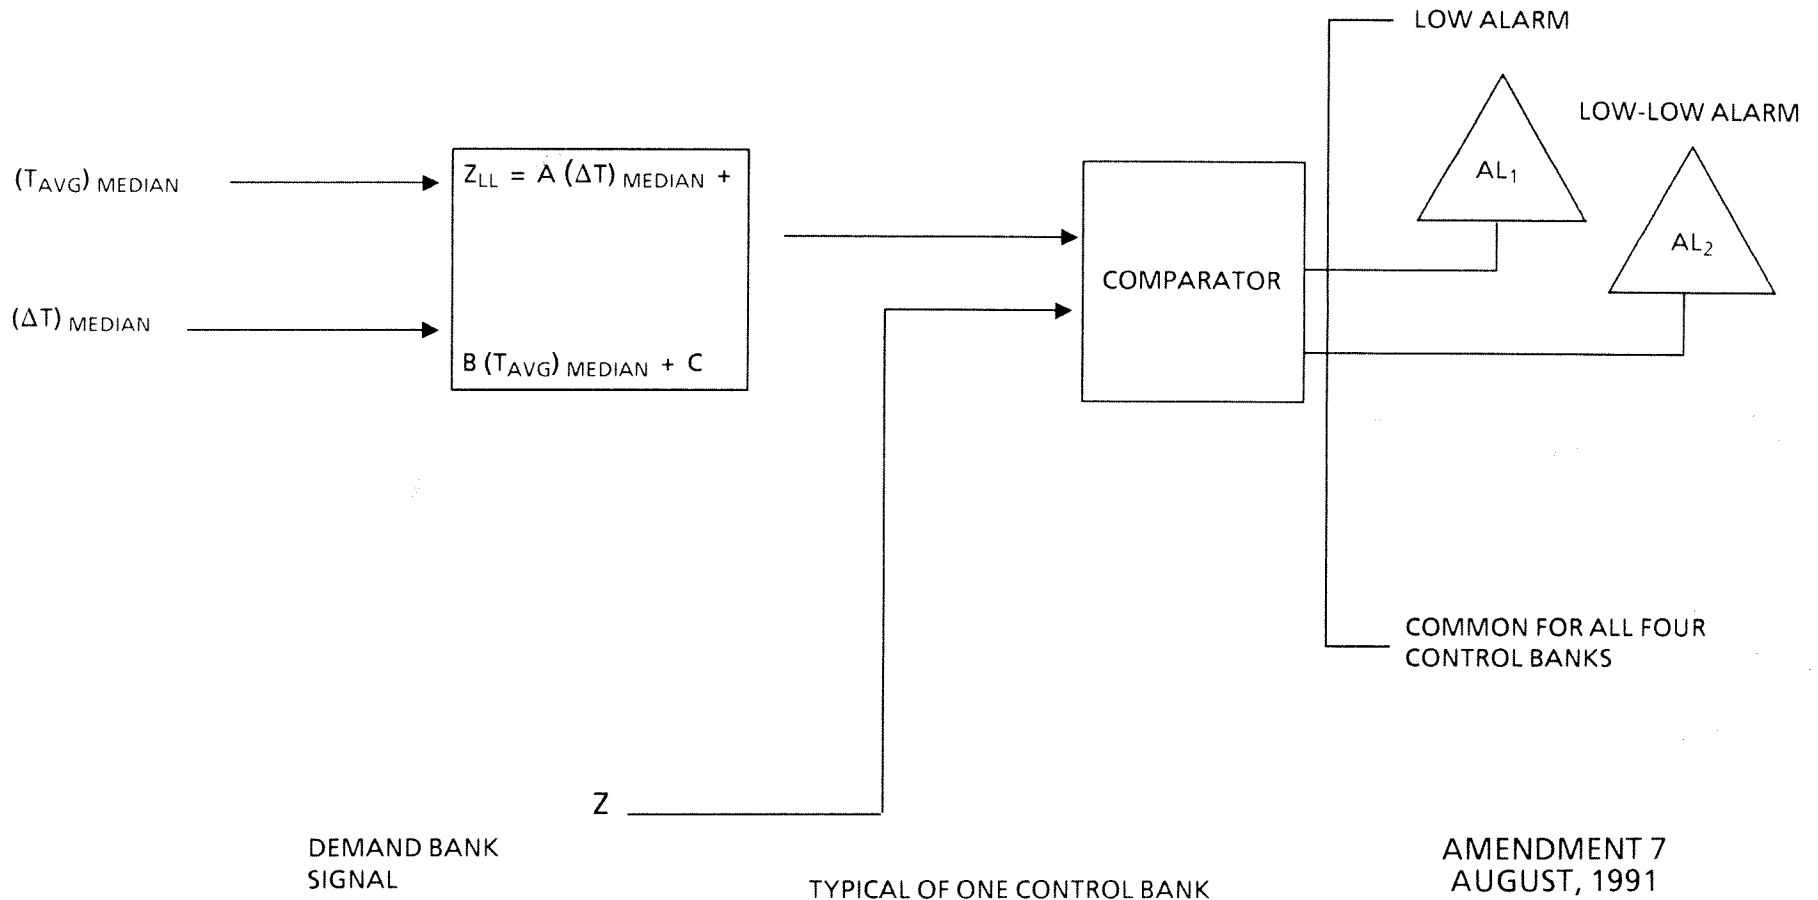 LOW ALARM
LOW-LOW ALARM
(TAVG) MEDIAN
ZLL = A (ΔT) MEDIAN +
AL1
AL2
COMPARATOR
(ΔT) MEDIAN
B (TAVG) MEDIAN + C
COMMON FOR ALL FOUR
CONTROL BANKS
Z
DEMAND BANK
SIGNAL
TYPICAL OF ONE CONTROL BANK
AMENDMENT 7
AUGUST, 1991